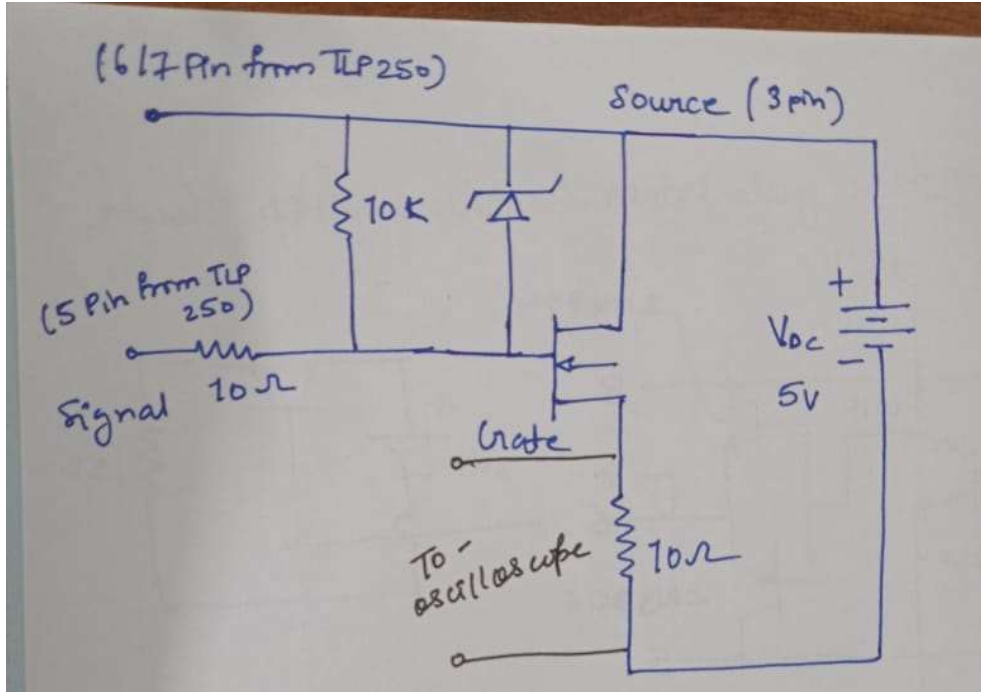 (6|7 Pin from TLP250)
Source (3 pin)
10K
(5 Pin from TLP
250)
Signal
10Ω
+
VDC
−
5V
Gate
To -
oscilloscope
10Ω